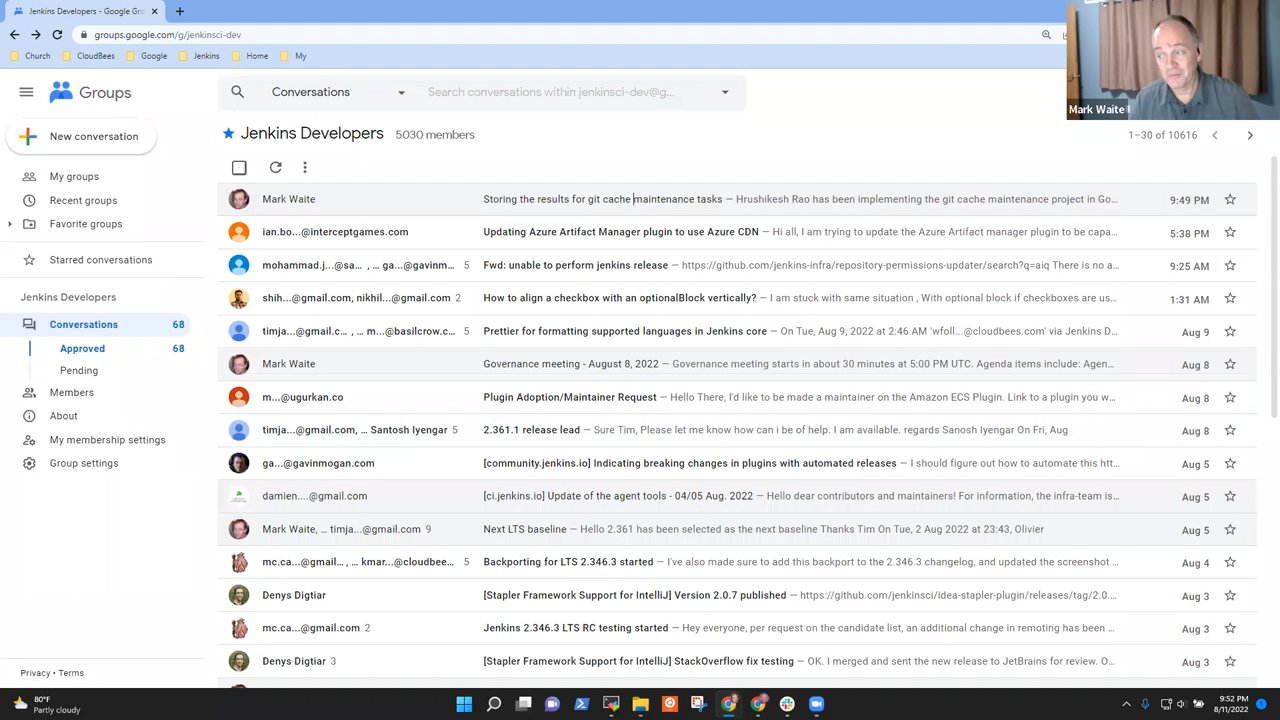 Jenkins Developers - Google Gro
groups.google.com/g/jenkinsci-dev
Church CloudBees Google Jenkins Home My
Mark Waite
Groups
Conversations
Search conversations within jenkinsci-dev@g...
Jenkins Developers 5030 members
1–30 of 10616
New conversation
My groups
Recent groups
Favorite groups
Starred conversations
Jenkins Developers
Conversations 68
Approved 68
Pending
Members
About
My membership settings
Group settings
Privacy • Terms
Mark Waite Storing the results for git cache maintenance tasks – Hrushikesh Rao has been implementing the git cache maintenance project in Go... 9:49 PM
ian.bo...@interceptgames.com Updating Azure Artifact Manager plugin to use Azure CDN – Hi all, I am trying to update the Azure Artifact manager plugin to be capa... 5:38 PM
mohammad.j...@sa... , ... ga...@gavinm... 5 Fwd: unable to perform jenkins release – https://github.com/jenkins-infra/repository-permissions-updater/search?q=aiq There is no a... 9:25 AM
shih...@gmail.com, nikhil...@gmail.com 2 How to align a checkbox with an optionalBlock vertically? – I am stuck with same situation , With optional block if checkboxes are us... 1:31 AM
timja...@gmail.c... , ... m...@basilcrow.c... 5 Prettier for formatting supported languages in Jenkins core – On Tue, Aug 9, 2022 at 2:46 AM 'wfoll...@cloudbees.com' via Jenkins D... Aug 9
Mark Waite Governance meeting - August 8, 2022 – Governance meeting starts in about 30 minutes at 5:00 PM UTC. Agenda items include: Agen... Aug 8
m...@ugurkan.co Plugin Adoption/Maintainer Request – Hello There, I'd like to be made a maintainer on the Amazon ECS Plugin. Link to a plugin you w... Aug 8
timja...@gmail.com, ... Santosh Iyengar 5 2.361.1 release lead – Sure Tim, Please let me know how can i be of help. I am available. regards Sanosh Iyengar On Fri, Aug Aug 8
ga...@gavinmogan.com [community.jenkins.io] Indicating breaking changes in plugins with automated releases – I should figure out how to automate this htt... Aug 5
damien....@gmail.com [ci.jenkins.io] Update of the agent tools - 04/05 Aug. 2022 – Hello dear contributors and maintainers! For information, the infra-team is... Aug 5
Mark Waite, ... timja...@gmail.com 9 Next LTS baseline – Hello 2.361 has been selected as the next baseline Thanks Tim On Tue, 2 Aug 2022 at 23:43, Olivier Aug 5
mc.ca...@gmail... , ... kmar...@cloudbee... 5 Backporting for LTS 2.346.3 started – I've also made sure to add this backport to the 2.346.3 changelog, and updated the screenshot ... Aug 4
Denys Digtiar [Stapler Framework Support for IntelliJ] Version 2.0.7 published – https://github.com/jenkinsci/idea-stapler-plugin/releases/tag/2.0.... Aug 3
mc.ca...@gmail.com 2 Jenkins 2.346.3 LTS RC testing started – Hey everyone, per request on the candidate list, an additional change in remoting has been ... Aug 3
Denys Digtiar 3 [Stapler Framework Support for IntelliJ] StackOverflow fix testing – OK. I merged and sent the new release to JetBrains for review. O... Aug 3
80°F
Partly cloudy
9:52 PM
8/11/2022